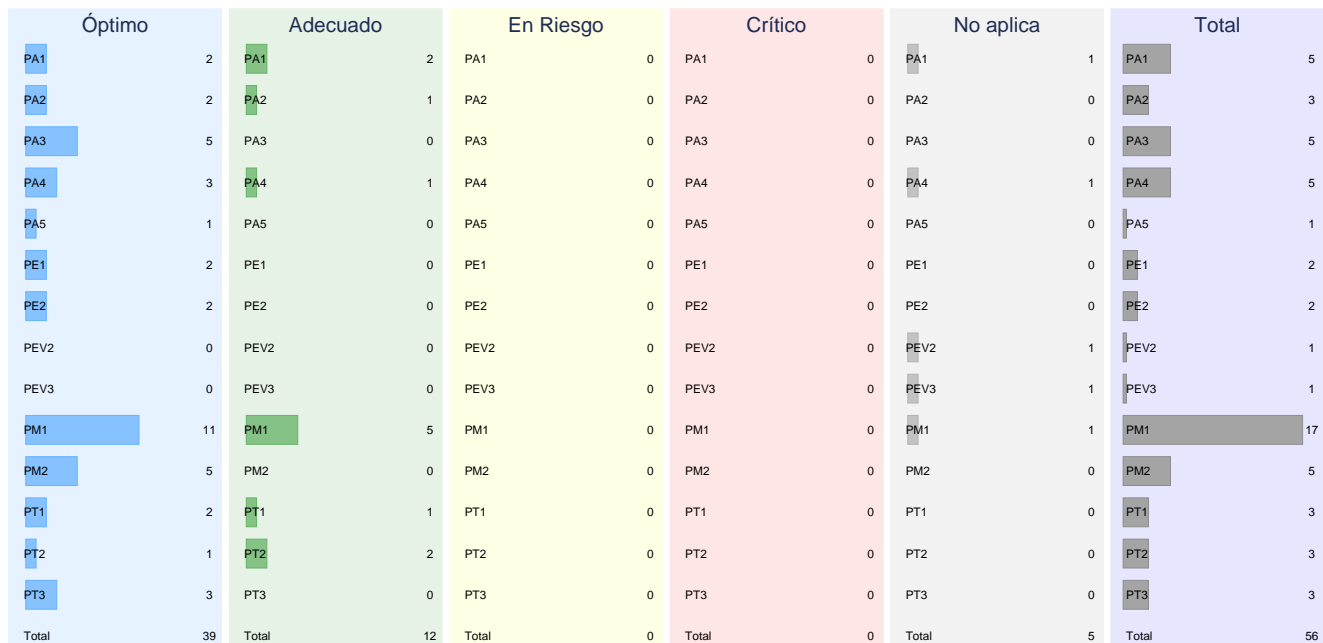 Óptimo Adecuado En Riesgo Crítico No aplica Total
PA1 2 PA1 2 PA1 0 PA1 0 PA1 1 PA1 5
PA2 2 PA2 1 PA2 0 PA2 0 PA2 0 PA2 3
PA3 5 PA3 0 PA3 0 PA3 0 PA3 0 PA3 5
PA4 3 PA4 1 PA4 0 PA4 0 PA4 1 PA4 5
PA5 1 PA5 0 PA5 0 PA5 0 PA5 0 PA5 1
PE1 2 PE1 0 PE1 0 PE1 0 PE1 0 PE1 2
PE2 2 PE2 0 PE2 0 PE2 0 PE2 0 PE2 2
PEV2 0 PEV2 0 PEV2 0 PEV2 0 PEV2 1 PEV2 1
PEV3 0 PEV3 0 PEV3 0 PEV3 0 PEV3 1 PEV3 1
PM1 11 PM1 5 PM1 0 PM1 0 PM1 1 PM1 17
PM2 5 PM2 0 PM2 0 PM2 0 PM2 0 PM2 5
PT1 2 PT1 1 PT1 0 PT1 0 PT1 0 PT1 3
PT2 1 PT2 2 PT2 0 PT2 0 PT2 0 PT2 3
PT3 3 PT3 0 PT3 0 PT3 0 PT3 0 PT3 3
Total 39 Total 12 Total 0 Total 0 Total 5 Total 56